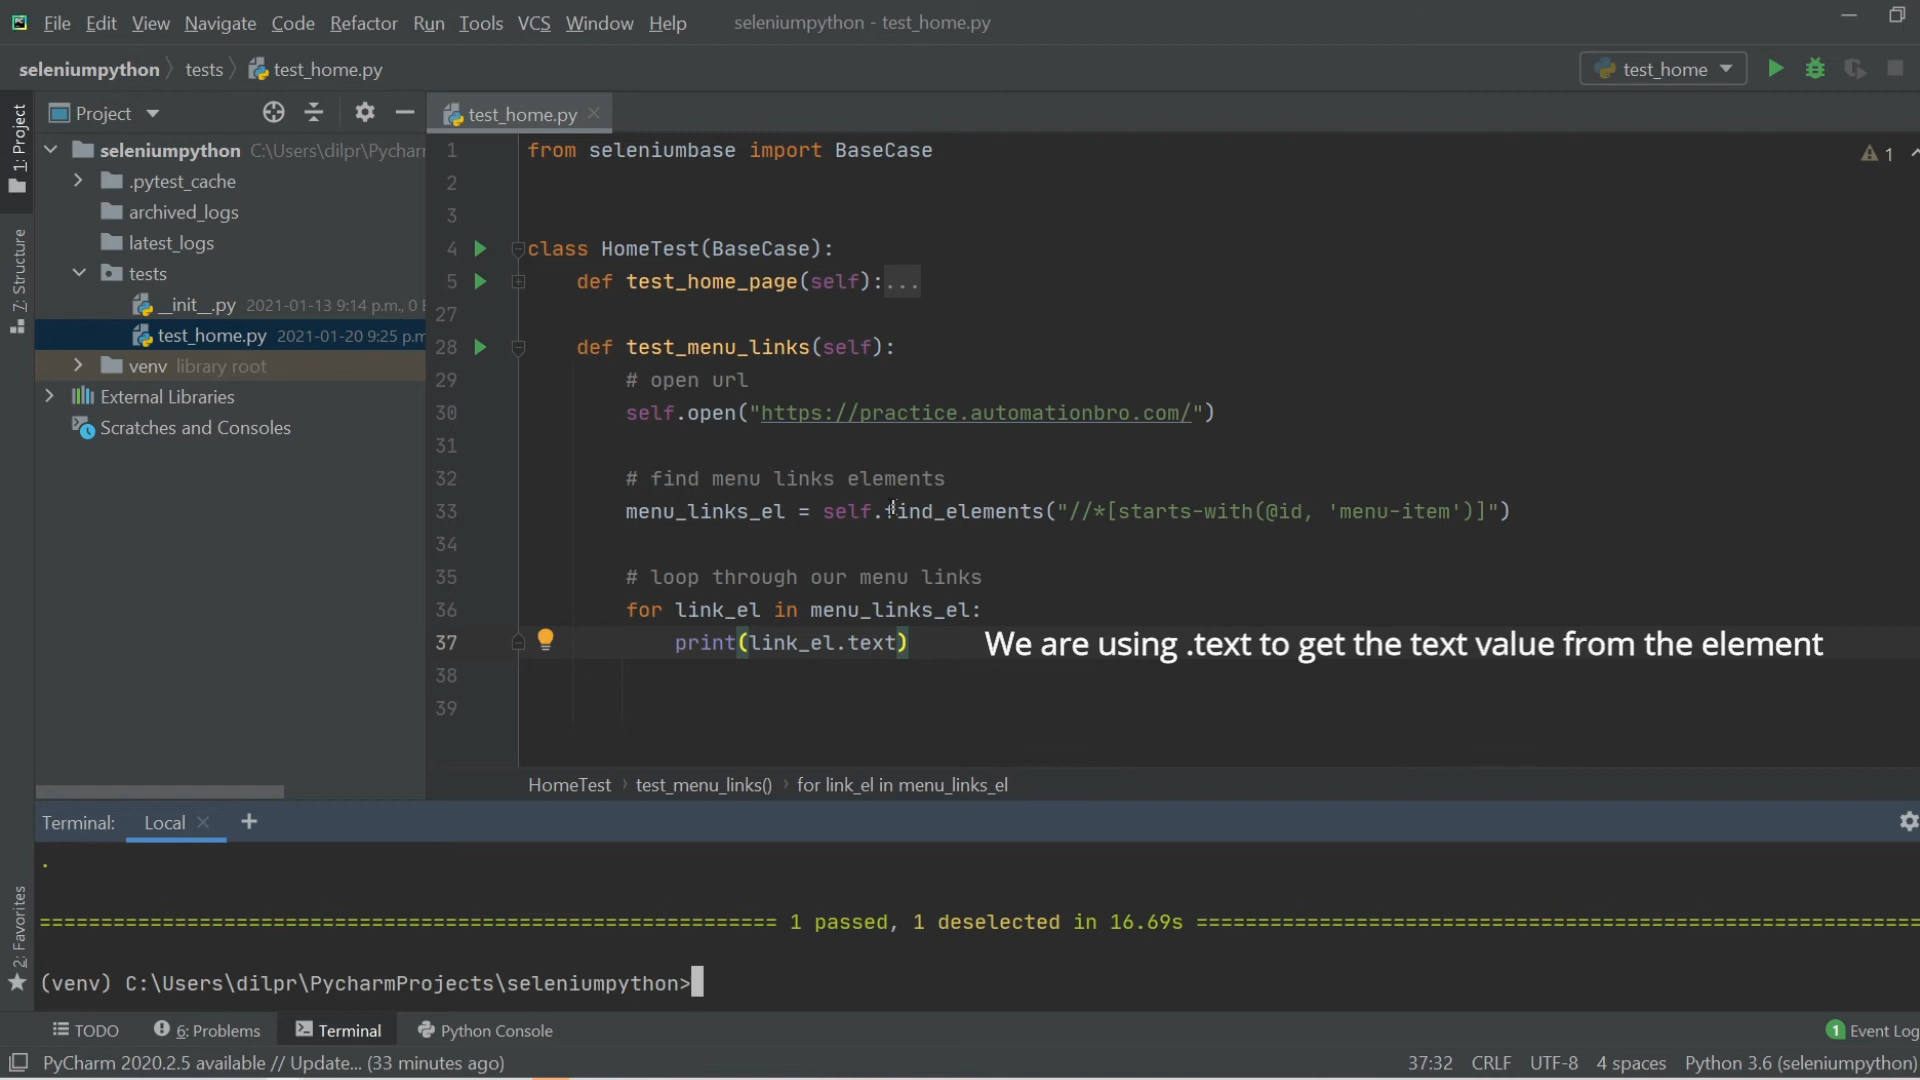 File Edit View Navigate Code Refactor Run Tools VCS Window Help seleniumpython - test_home.py
seleniumpython tests test_home.py test_home
1: Project
7: Structure
2: Favorites
Project
seleniumpython C:\Users\dilpr\Pycharm
.pytest_cache
archived_logs
latest_logs
tests
__init__.py 2021-01-13 9:14 p.m., 0
test_home.py 2021-01-20 9:25 p.m
venv library root
External Libraries
Scratches and Consoles
test_home.py
1 from seleniumbase import BaseCase 1
2
3
4 class HomeTest(BaseCase):
5 def test_home_page(self):...
27
28 def test_menu_links(self):
29 # open url
30 self.open("https://practice.automationbro.com/")
31
32 # find menu links elements
33 menu_links_el = self.find_elements("//*[starts-with(@id, 'menu-item')]")
34
35 # loop through our menu links
36 for link_el in menu_links_el:
37 print(link_el.text) We are using .text to get the text value from the element
38
39
HomeTest test_menu_links() for link_el in menu_links_el
Terminal: Local +
.
============================================================ 1 passed, 1 deselected in 16.69s ============================================================
(venv) C:\Users\dilpr\PycharmProjects\seleniumpython>
TODO 6: Problems Terminal Python Console 1 Event Log
PyCharm 2020.2.5 available // Update... (33 minutes ago) 37:32 CRLF UTF-8 4 spaces Python 3.6 (seleniumpython)